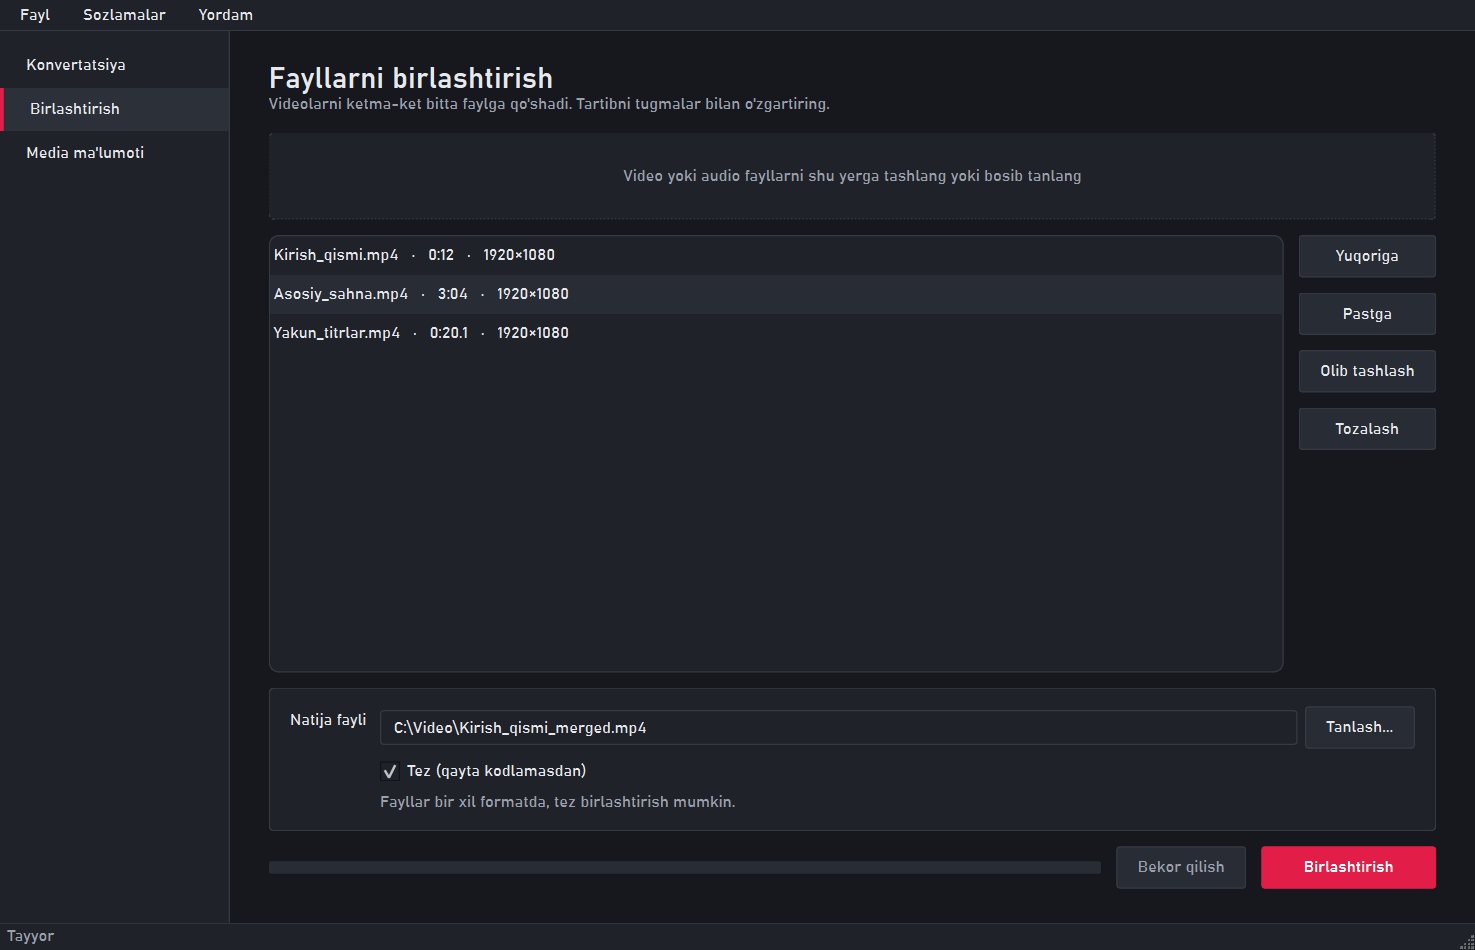 Fayl Sozlamalar Yordam
Konvertatsiya
Birlashtirish
Media ma'lumoti
Fayllarni birlashtirish
Videolarni ketma-ket bitta faylga qo'shadi. Tartibni tugmalar bilan o'zgartiring.
Video yoki audio fayllarni shu yerga tashlang yoki bosib tanlang
Kirish_qismi.mp4 · 0:12 · 1920×1080
Asosiy_sahna.mp4 · 3:04 · 1920×1080
Yakun_titrlar.mp4 · 0:20.1 · 1920×1080
Yuqoriga
Pastga
Olib tashlash
Tozalash
Natija fayli C:\Video\Kirish_qismi_merged.mp4 Tanlash...
Tez (qayta kodlamasdan)
Fayllar bir xil formatda, tez birlashtirish mumkin.
Bekor qilish Birlashtirish
Tayyor